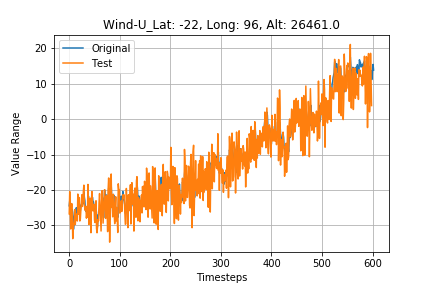 Wind-U_Lat: -22, Long: 96, Alt: 26461.0
Original
Test
Value Range
20
10
0
−10
−20
−30
0 100 200 300 400 500 600
Timesteps